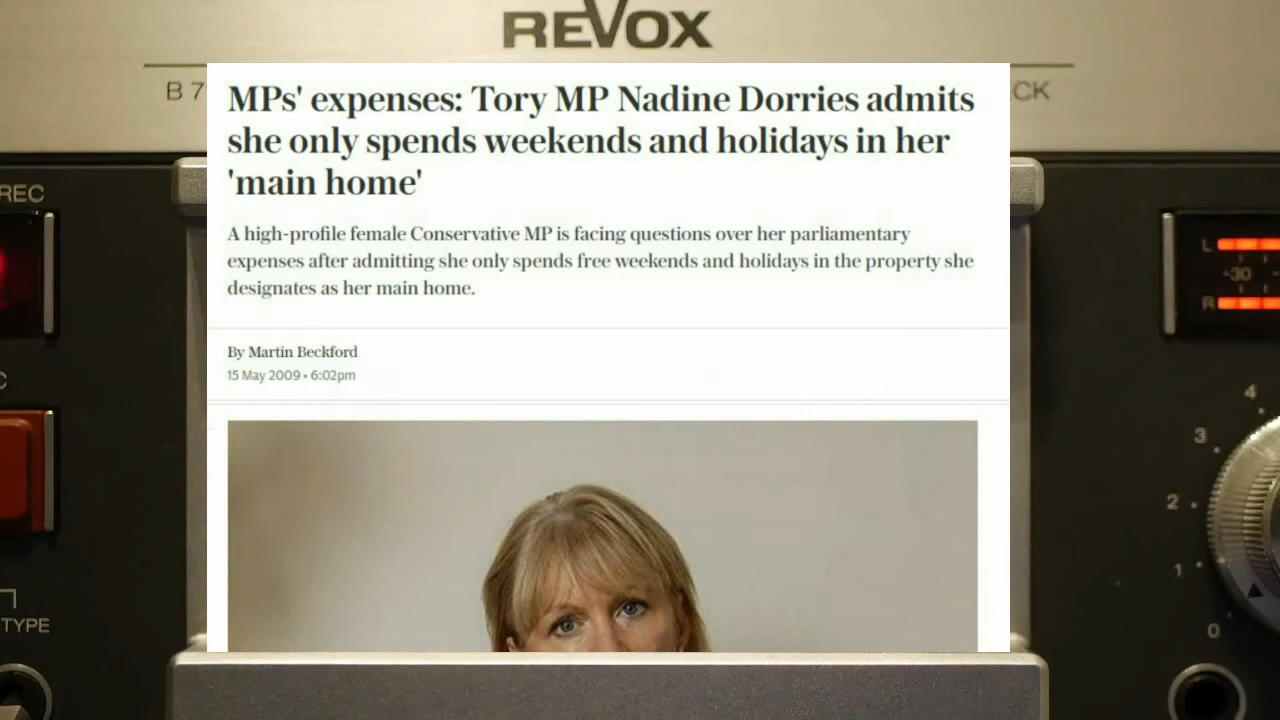 REVOX
B 7
CK
MPs' expenses: Tory MP Nadine Dorries admits
she only spends weekends and holidays in her
'main home'
A high-profile female Conservative MP is facing questions over her parliamentary
expenses after admitting she only spends free weekends and holidays in the property she
designates as her main home.
By Martin Beckford
15 May 2009 • 6:02pm
REC
C
TYPE
L
-30
R
4
3
2
1
0